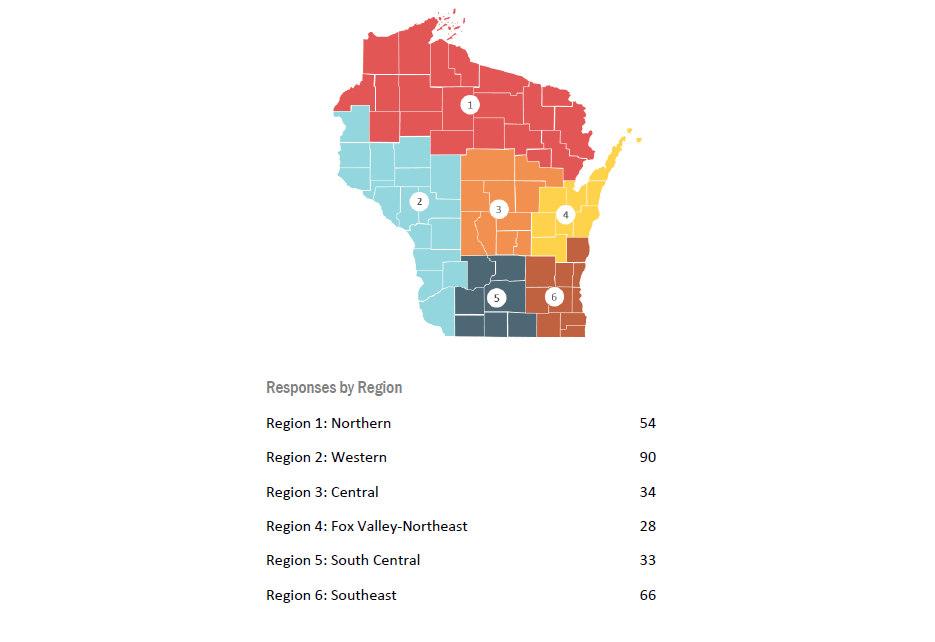 1
2
3
4
5
6
Responses by Region
Region 1: Northern 54
Region 2: Western 90
Region 3: Central 34
Region 4: Fox Valley-Northeast 28
Region 5: South Central 33
Region 6: Southeast 66